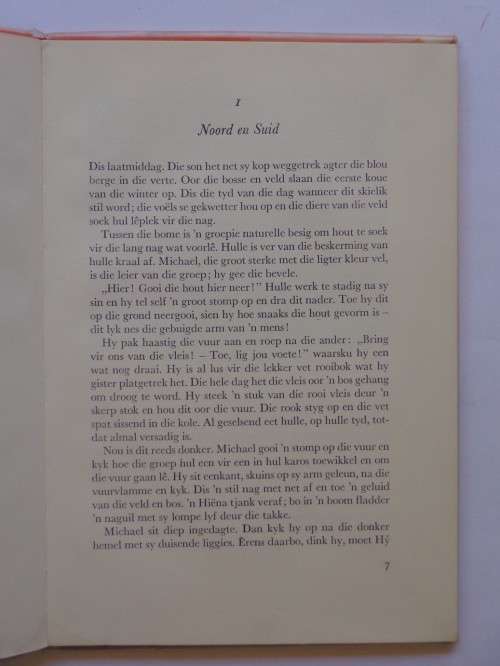 1
Noord en Suid
Dis laatmiddag. Die son het net sy kop weggetrek agter die blou
berge in die verte. Oor die bosse en veld slaan die eerste koue
van die winter op. Dis die tyd van die dag wanneer dit skielik
stil word; die voëls se gekwetter hou op en die diere van die veld
soek hul lêplek vir die nag.
Tussen die bome is 'n groepie naturelle besig om hout te soek
vir die lang nag wat voorlê. Hulle is ver van die beskerming van
hulle kraal af. Michael, die groot sterke met die ligter kleur vel,
is die leier van die groep; hy gee die bevele.
„Hier! Gooi die hout hier neer!” Hulle werk te stadig na sy
sin en hy tel self 'n groot stomp op en dra dit nader. Toe hy dit
op die grond neergooi, sien hy hoe snaaks die hout gevorm is –
dit lyk nes die gebuigde arm van 'n mens!
Hy pak haastig die vuur aan en roep na die ander: „Bring
vir ons van die vleis! – Toe, lig jou voete!” waarsku hy een
wat nog draai. Hy is al lus vir die lekker vet rooibok wat hy
gister platgetrek het. Die hele dag het die vleis oor 'n bos gehang
om droog te word. Hy steek 'n stuk van die rooi vleis deur 'n
skerp stok en hou dit oor die vuur. Die rook styg op en die vet
spat sissend in die kole. Al geselsend eet hulle, op hulle tyd, tot-
dat almal versadig is.
Nou is dit reeds donker. Michael gooi 'n stomp op die vuur en
kyk hoe die groep hul een vir een in hul karos toewikkel en om
die vuur gaan lê. Hy sit eenkant, skuins op sy arm geleun, na die
vuurvlamme en kyk. Dis 'n stil nag met net af en toe 'n geluid
van die veld en bos. 'n Hiëna tjank veraf; bo in 'n boom fladder
'n naguil met sy lompe lyf deur die takke.
Michael sit diep ingedagte. Dan kyk hy op na die donker
hemel met sy duisende liggies. Êrens daarbo, dink hy, moet Hý
7